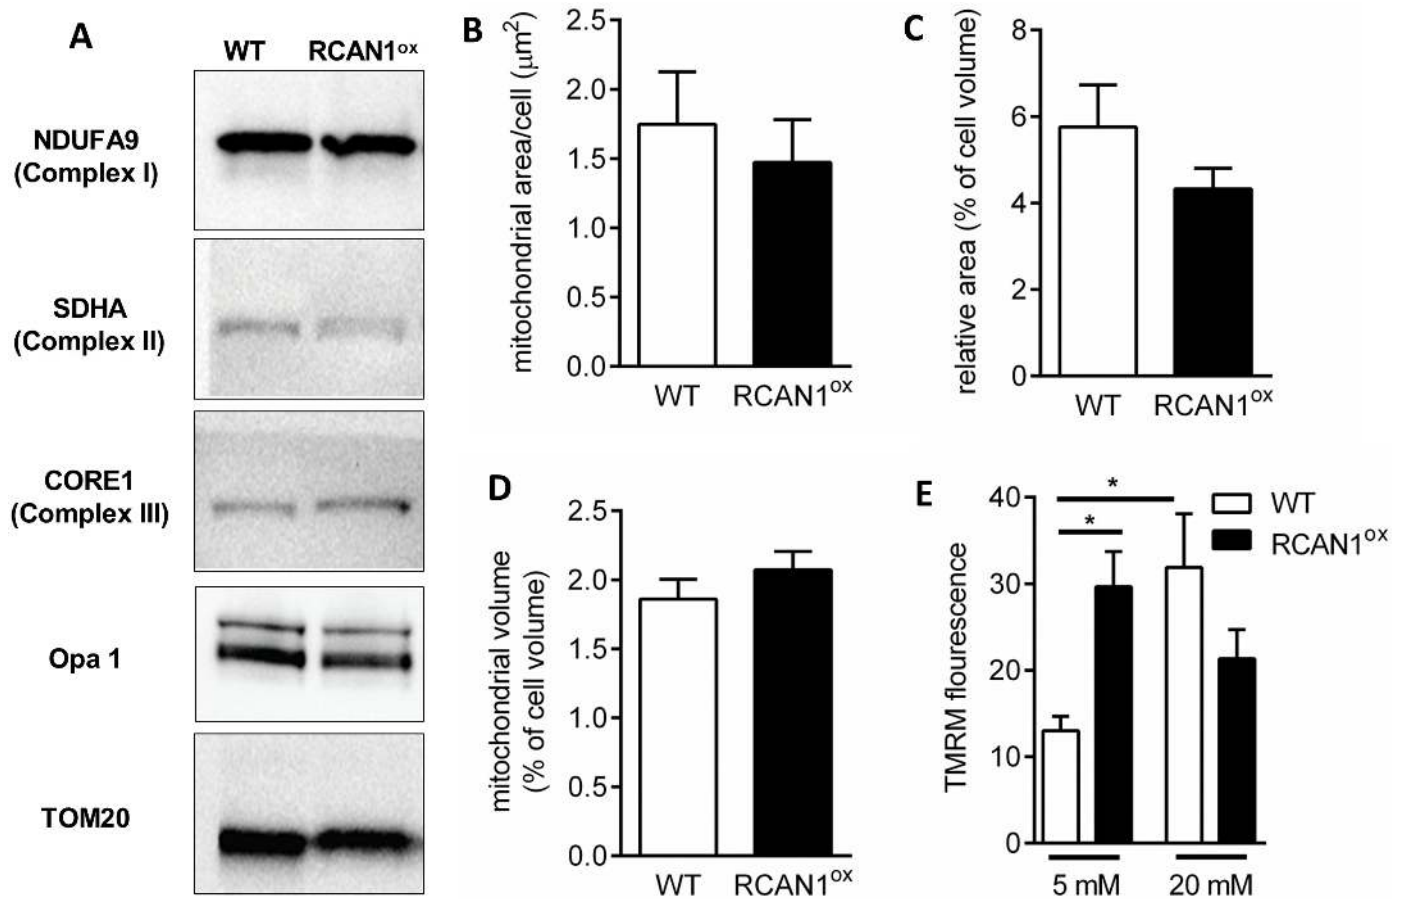 A
WT RCAN1ox
NDUFA9
(Complex I)
SDHA
(Complex II)
CORE1
(Complex III)
Opa 1
TOM20
B
mitochondrial area/cell (μm2)
2.5
2.0
1.5
1.0
0.5
0.0
WT RCAN1ox
C
relative area (% of cell volume)
8
6
4
2
0
WT RCAN1ox
D
mitochondrial volume
(% of cell volume)
2.5
2.0
1.5
1.0
0.5
0.0
WT RCAN1ox
E
TMRM flourescence
40
30
20
10
0
*
*
WT
RCAN1ox
5 mM 20 mM